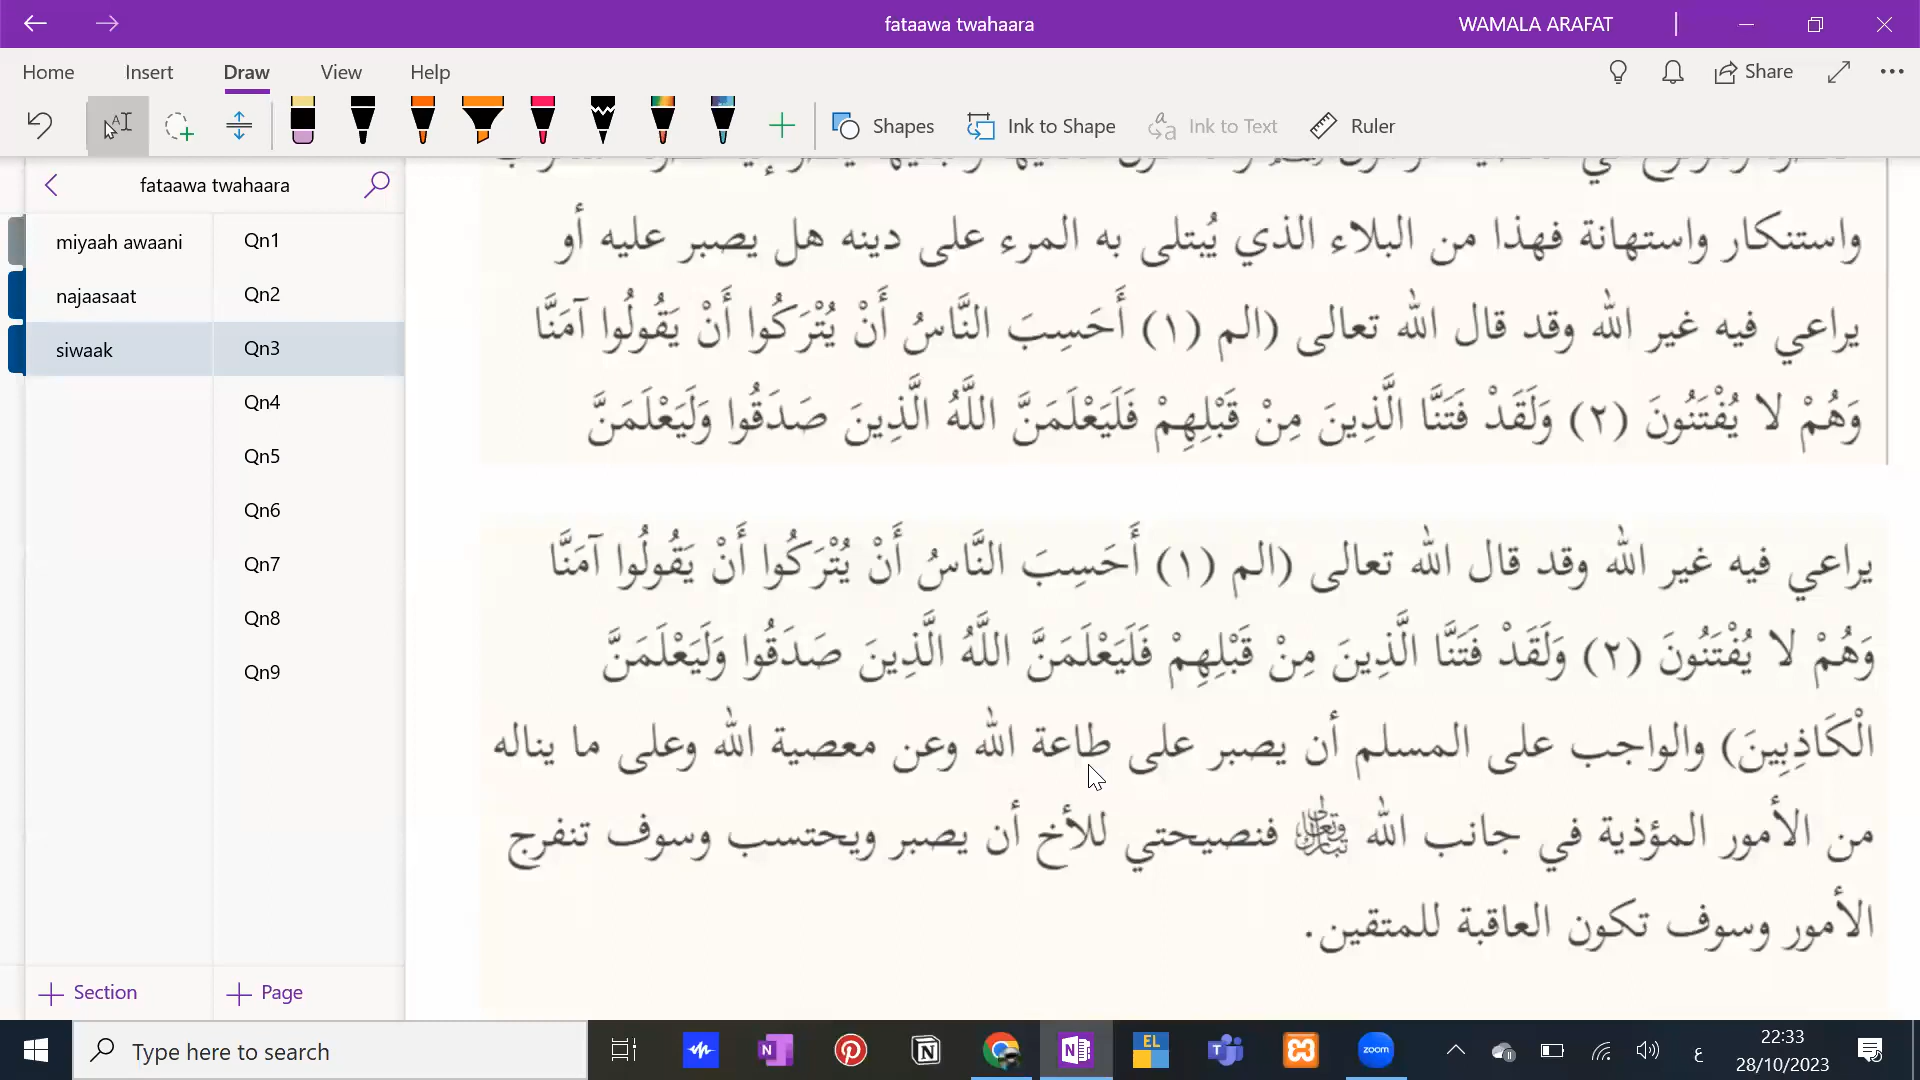 fataawa twahaara
WAMALA ARAFAT
Home Insert Draw View Help
Share
Shapes Ink to Shape Ink to Text Ruler
fataawa twahaara
miyaah awaani
najaasaat
siwaak
Qn1
Qn2
Qn3
Qn4
Qn5
Qn6
Qn7
Qn8
Qn9
واستنكار واستهانة فهذا من البلاء الذي يُبتلى به المرء على دينه هل يصبر عليه أو
يراعي فيه غير الله وقد قال الله تعالى (الم (١) أَحَسِبَ النَّاسُ أَنْ يُتْرَكُوا أَنْ يَقُولُوا آمَنَّا
وَهُمْ لا يُفْتَنُونَ (٢) وَلَقَدْ فَتَنَّا الَّذِينَ مِنْ قَبْلِهِمْ فَلَيَعْلَمَنَّ اللَّهُ الَّذِينَ صَدَقُوا وَلَيَعْلَمَنَّ
يراعي فيه غير الله وقد قال الله تعالى (الم (١) أَحَسِبَ النَّاسُ أَنْ يُتْرَكُوا أَنْ يَقُولُوا آمَنَّا
وَهُمْ لا يُفْتَنُونَ (٢) وَلَقَدْ فَتَنَّا الَّذِينَ مِنْ قَبْلِهِمْ فَلَيَعْلَمَنَّ اللَّهُ الَّذِينَ صَدَقُوا وَلَيَعْلَمَنَّ
الْكَاذِبِينَ) والواجب على المسلم أن يصبر على طاعة الله وعن معصية الله وعلى ما يناله
من الأمور المؤذية في جانب الله تبارك وتعالى فنصيحتي للأخ أن يصبر ويحتسب وسوف تنفرج
الأمور وسوف تكون العاقبة للمتقين.
Section
Page
Type here to search
EL
zoom
ع
22:33
28/10/2023